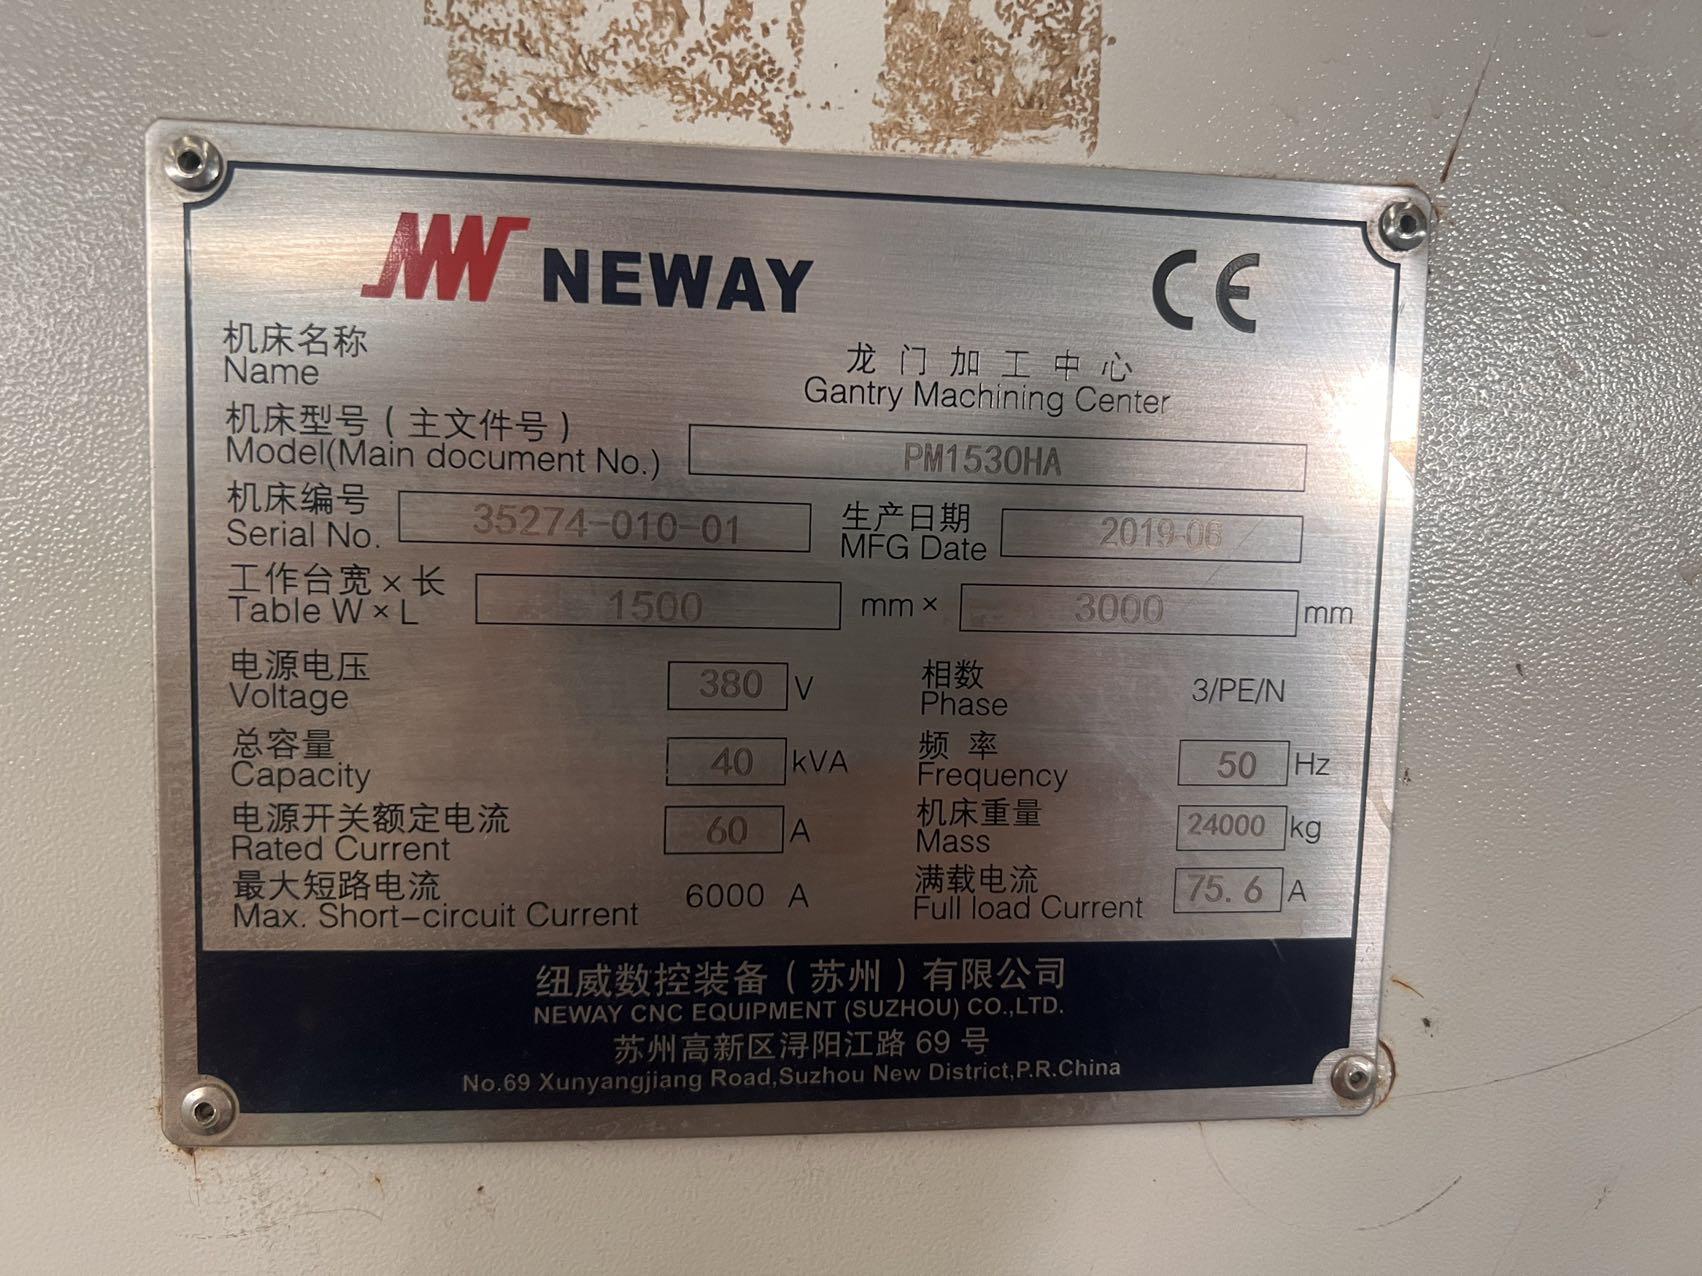 NEWAY CE
机床名称 龙门加工中心
Name Gantry Machining Center
机床型号(主文件号)
Model(Main document No.) PM1530HA
机床编号 生产日期
Serial No. 35274-010-01 MFG Date 2019-06
工作台宽×长
Table W×L 1500 mm× 3000 mm
电源电压 相数
Voltage 380 V Phase 3/PE/N
总容量 频率
Capacity 40 kVA Frequency 50 Hz
电源开关额定电流 机床重量
Rated Current 60 A Mass 24000 kg
最大短路电流 满载电流
Max. Short-circuit Current 6000 A Full load Current 75.6 A
纽威数控装备(苏州)有限公司
NEWAY CNC EQUIPMENT (SUZHOU) CO.,LTD.
苏州高新区浔阳江路 69 号
No.69 Xunyangjiang Road,Suzhou New District,P.R.China